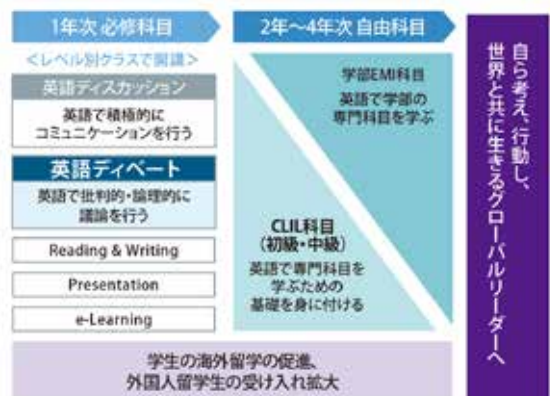 1年次 必修科目
＜レベル別クラスで開講＞
英語ディスカッション
英語で積極的に
コミュニケーションを行う
英語ディベート
英語で批判的・論理的に
議論を行う
Reading & Writing
Presentation
e-Learning
2年〜4年次 自由科目
学部EMI科目
英語で学部の
専門科目を学ぶ
CLIL科目
（初級・中級）
英語で専門科目を
学ぶための
基礎を身に付ける
学生の海外留学の促進、
外国人留学生の受け入れ拡大
自ら考え、行動し、
世界と共に生きるグローバルリーダーへ